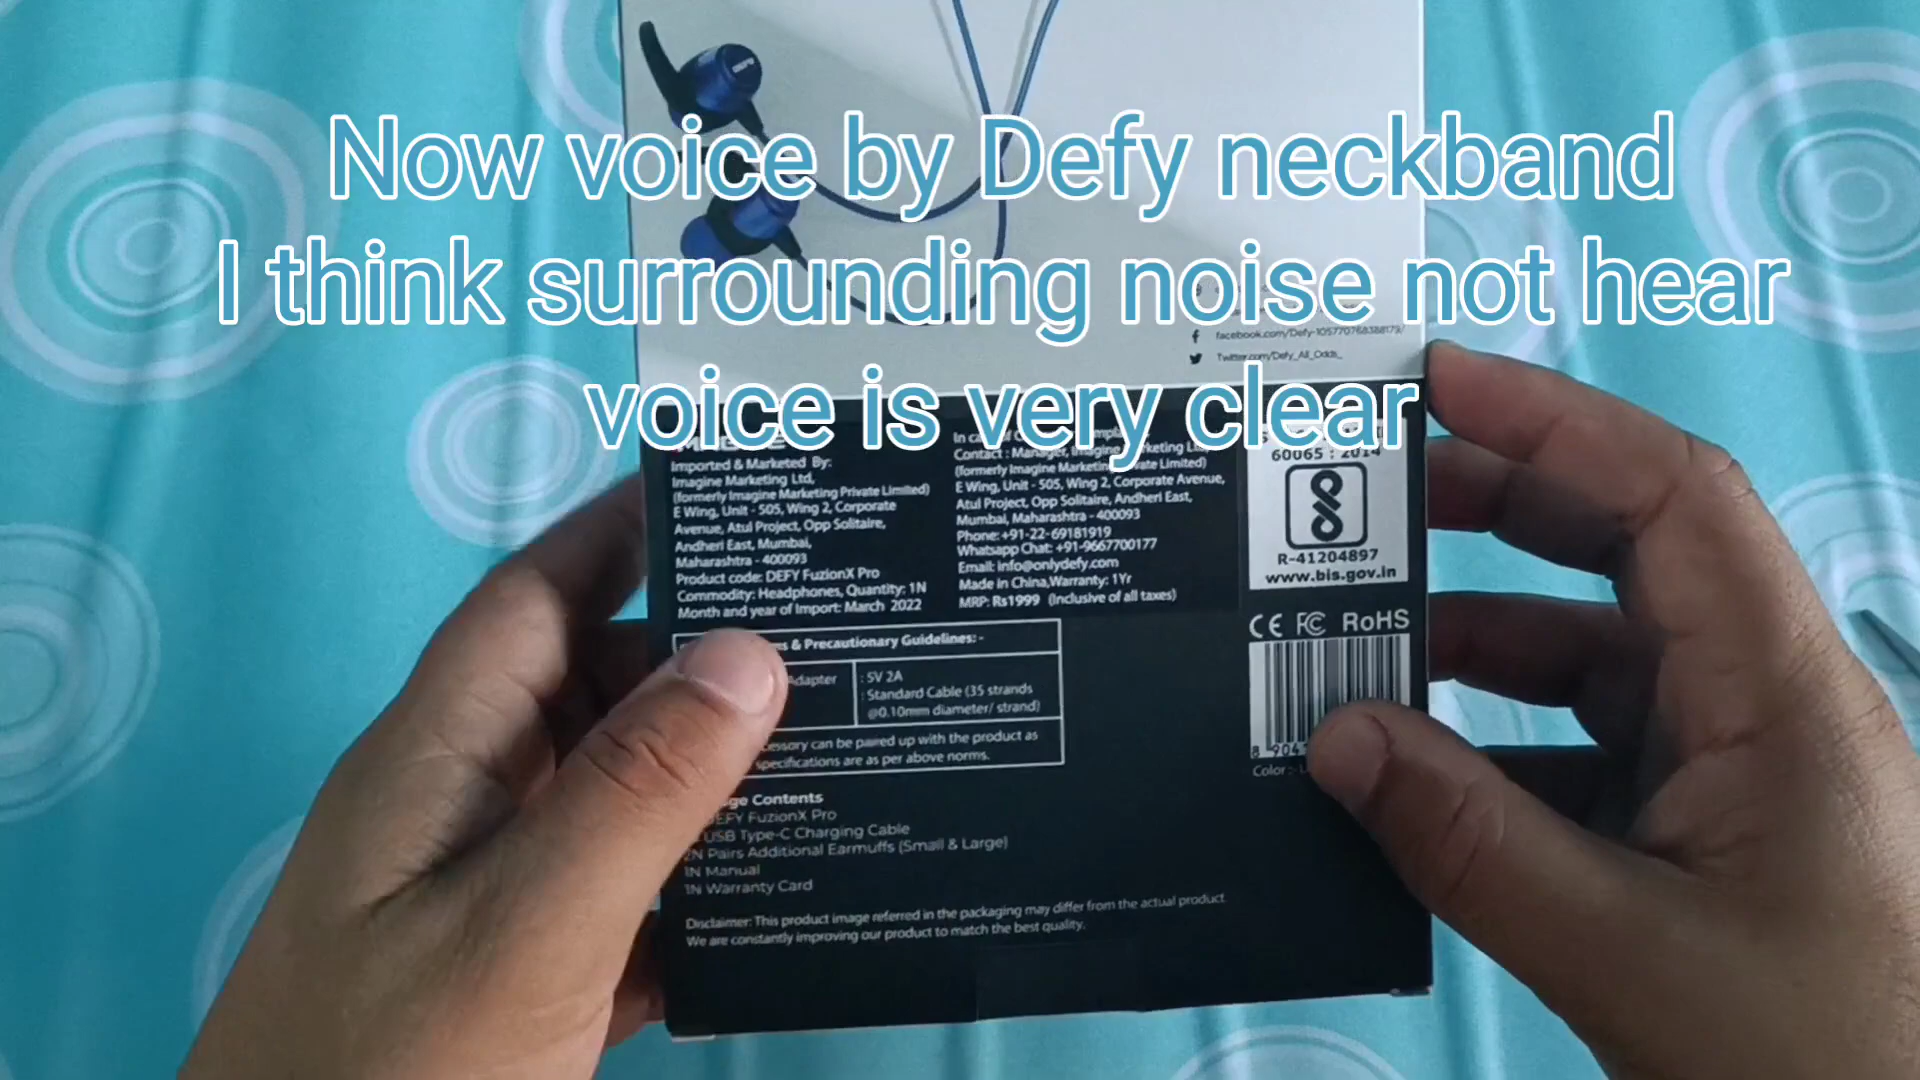 Now voice by Defy neckband
I think surrounding noise not hear
voice is very clear
facebook.com/Defy-105770768388179/
Twitter.com/Defy_All_Odds_
Imported & Marketed By:
Imagine Marketing Ltd,
(formerly Imagine Marketing Private Limited)
E Wing, Unit - 505, Wing 2, Corporate
Avenue, Atul Project, Opp Solitaire,
Andheri East, Mumbai,
Maharashtra - 400093
Product code: DEFY FuzionX Pro
Commodity: Headphones, Quantity: 1N
Month and year of Import: March 2022
In
Contact : Manager, Imagine Marketing
(formerly Imagine Marketing Private Limited)
E Wing, Unit - 505, Wing 2, Corporate Avenue,
Atul Project, Opp Solitaire, Andheri East,
Mumbai, Maharashtra - 400093
Phone: +91-22-69181919
Whatsapp Chat: +91-9667700177
Email: info@onlydefy.com
Made in China, Warranty: 1Yr
MRP: Rs1999 (Inclusive of all taxes)
60065 : 2014
R-41204897
www.bis.gov.in
CE FC RoHS
& Precautionary Guidelines: -
Adapter : 5V 2A
: Standard Cable (35 strands
@0.10mm diameter/ strand)
can be paired up with the product as
specifications are as per above norms.
Color :-
Contents
DEFY FuzionX Pro
USB Type-C Charging Cable
2N Pairs Additional Earmuffs (Small & Large)
1N Manual
1N Warranty Card
Disclaimer: This product image referred in the packaging may differ from the actual product.
We are constantly improving our product to match the best quality.